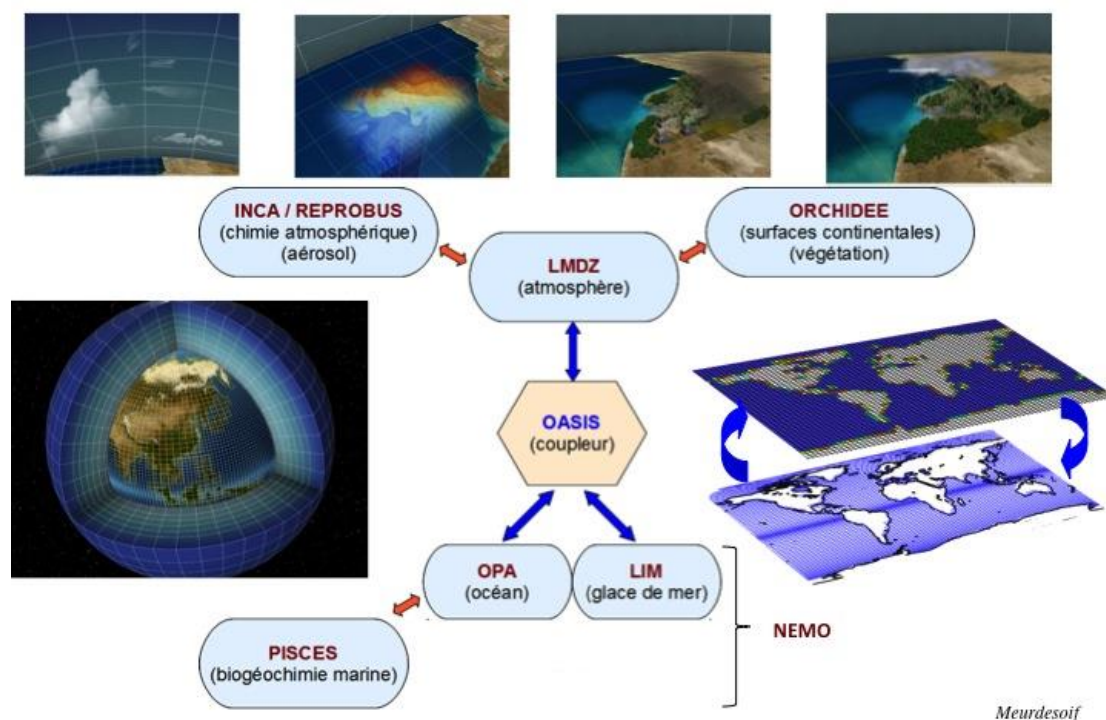 INCA / REPROBUS
(chimie atmosphérique)
(aérosol)
ORCHIDEE
(surfaces continentales)
(végétation)
LMDZ
(atmosphère)
OASIS
(coupleur)
OPA
(océan)
LIM
(glace de mer)
NEMO
PISCES
(biogéochimie marine)
Meurdesoif